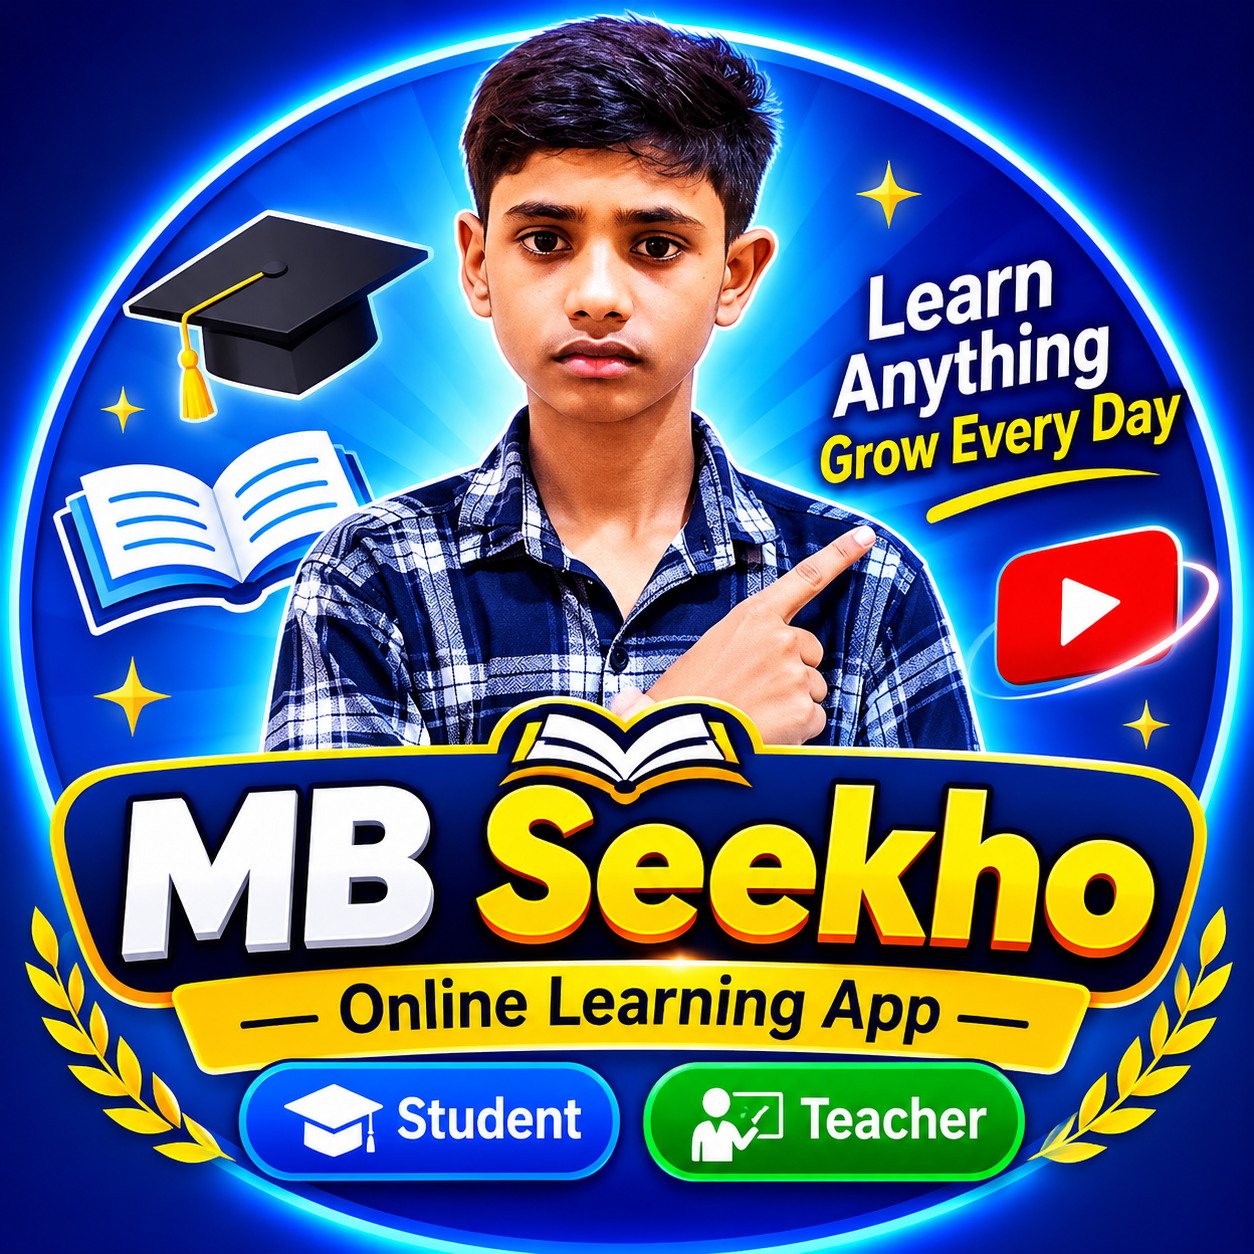 Learn
Anything
Grow Every Day
MB Seekho
Online Learning App
Student
Teacher